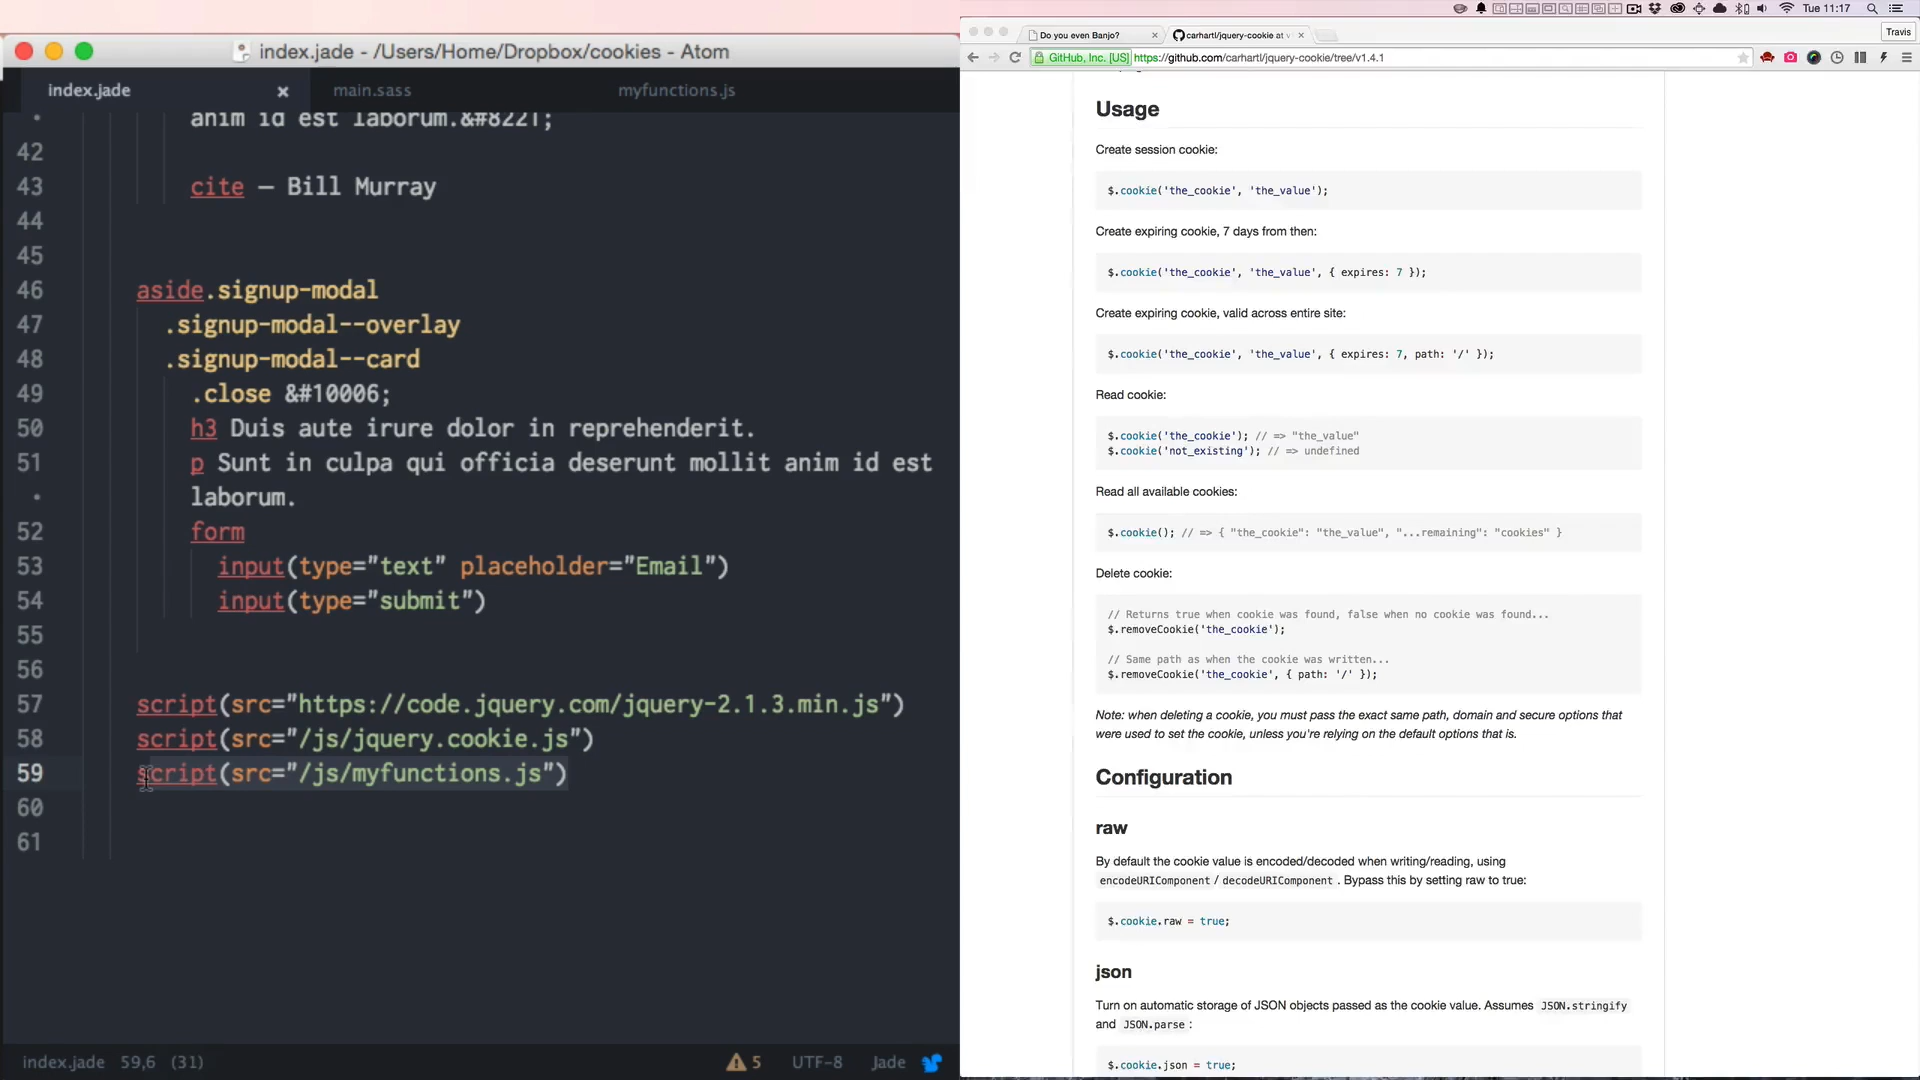 index.jade - /Users/Home/Dropbox/cookies - Atom
index.jade
main.sass
myfunctions.js
anim id est laborum.&#8221;
42
43 cite — Bill Murray
44
45
46 aside.signup-modal
47 .signup-modal--overlay
48 .signup-modal--card
49 .close &#10006;
50 h3 Duis aute irure dolor in reprehenderit.
51 p Sunt in culpa qui officia deserunt mollit anim id est
laborum.
52 form
53 input(type="text" placeholder="Email")
54 input(type="submit")
55
56
57 script(src="https://code.jquery.com/jquery-2.1.3.min.js")
58 script(src="/js/jquery.cookie.js")
59 script(src="/js/myfunctions.js")
60
61
index.jade 59,6 (31)
5 UTF-8 Jade
Tue 11:17
Do you even Banjo?
carhartl/jquery-cookie at v
Travis
GitHub, Inc. [US] https://github.com/carhartl/jquery-cookie/tree/v1.4.1
Usage
Create session cookie:
$.cookie('the_cookie', 'the_value');
Create expiring cookie, 7 days from then:
$.cookie('the_cookie', 'the_value', { expires: 7 });
Create expiring cookie, valid across entire site:
$.cookie('the_cookie', 'the_value', { expires: 7, path: '/' });
Read cookie:
$.cookie('the_cookie'); // => "the_value"
$.cookie('not_existing'); // => undefined
Read all available cookies:
$.cookie(); // => { "the_cookie": "the_value", "...remaining": "cookies" }
Delete cookie:
// Returns true when cookie was found, false when no cookie was found...
$.removeCookie('the_cookie');
// Same path as when the cookie was written...
$.removeCookie('the_cookie', { path: '/' });
Note: when deleting a cookie, you must pass the exact same path, domain and secure options that
were used to set the cookie, unless you're relying on the default options that is.
Configuration
raw
By default the cookie value is encoded/decoded when writing/reading, using
encodeURIComponent / decodeURIComponent . Bypass this by setting raw to true:
$.cookie.raw = true;
json
Turn on automatic storage of JSON objects passed as the cookie value. Assumes JSON.stringify
and JSON.parse :
$.cookie.json = true;